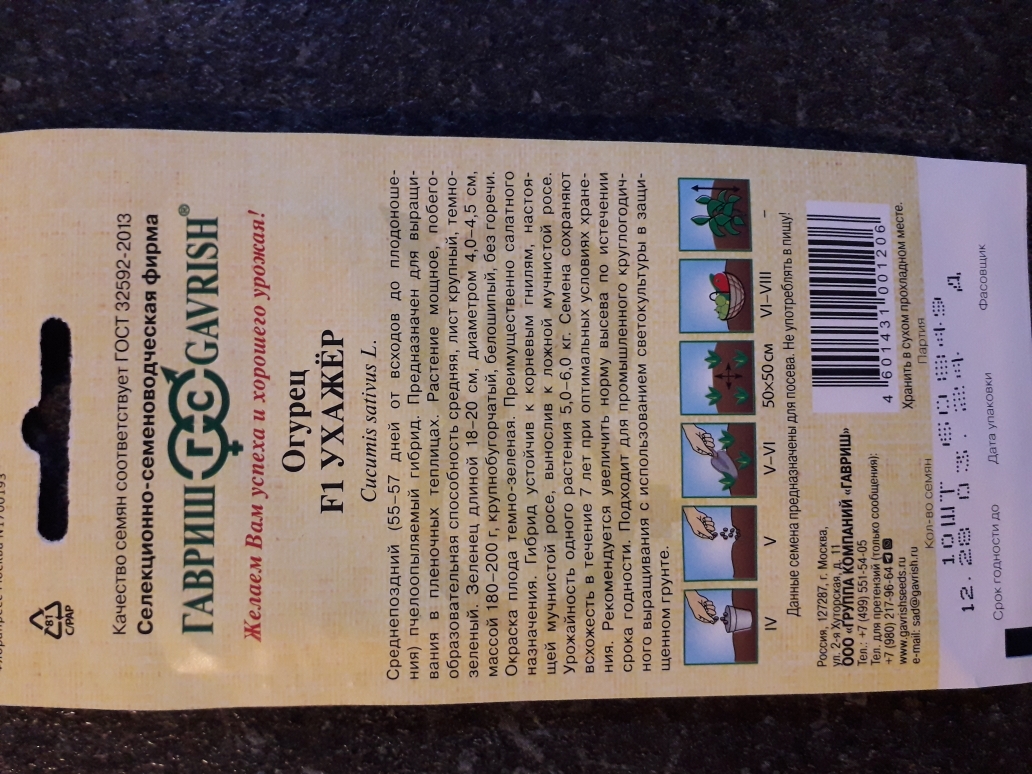 81
C/PAP
Качество семян соответствует ГОСТ 32592-2013
Селекционно-семеноводческая фирма
ГАВРИШ ГС GAVRISH®
Желаем Вам успеха и хорошего урожая!
Огурец
F1 УХАЖЁР
Cucumis sativus L.
Среднепоздний (55–57 дней от всходов до плодоноше-
ния) пчелоопыляемый гибрид. Предназначен для выращи-
вания в пленочных теплицах. Растение мощное, побего-
образовательная способность средняя, лист крупный, темно-
зеленый. Зеленец длиной 18–20 см, диаметром 4,0–4,5 см,
массой 180–200 г, крупнобугорчатый, белошипый, без горечи.
Окраска плода темно-зеленая. Преимущественно салатного
назначения. Гибрид устойчив к корневым гнилям, настоя-
щей мучнистой росе, вынослив к ложной мучнистой росе.
Урожайность одного растения 5,0–6,0 кг. Семена сохраняют
всхожесть в течение 7 лет при оптимальных условиях хране-
ния. Рекомендуется увеличить норму высева по истечении
срока годности. Подходит для промышленного круглогодич-
ного выращивания с использованием светокультуры в защи-
щенном грунте.
IV V V–VI 50х50 см VI–VIII –
Данные семена предназначены для посева. Не употреблять в пищу!
Россия, 127287, г. Москва,
ул. 2-я Хуторская, д. 11
ООО «ГРУППА КОМПАНИЙ «ГАВРИШ»
Тел.: +7 (499) 551-54-05
Тел. для претензий (только сообщения):
+7 (980) 217-96-64
www.gavrishseeds.ru
e-mail: sad@gavrish.ru
4 601431 001206
Хранить в сухом прохладном месте.
Кол-во семян Партия
10ШТ
12.28 03. Д
Срок годности до Дата упаковки Фасовщик